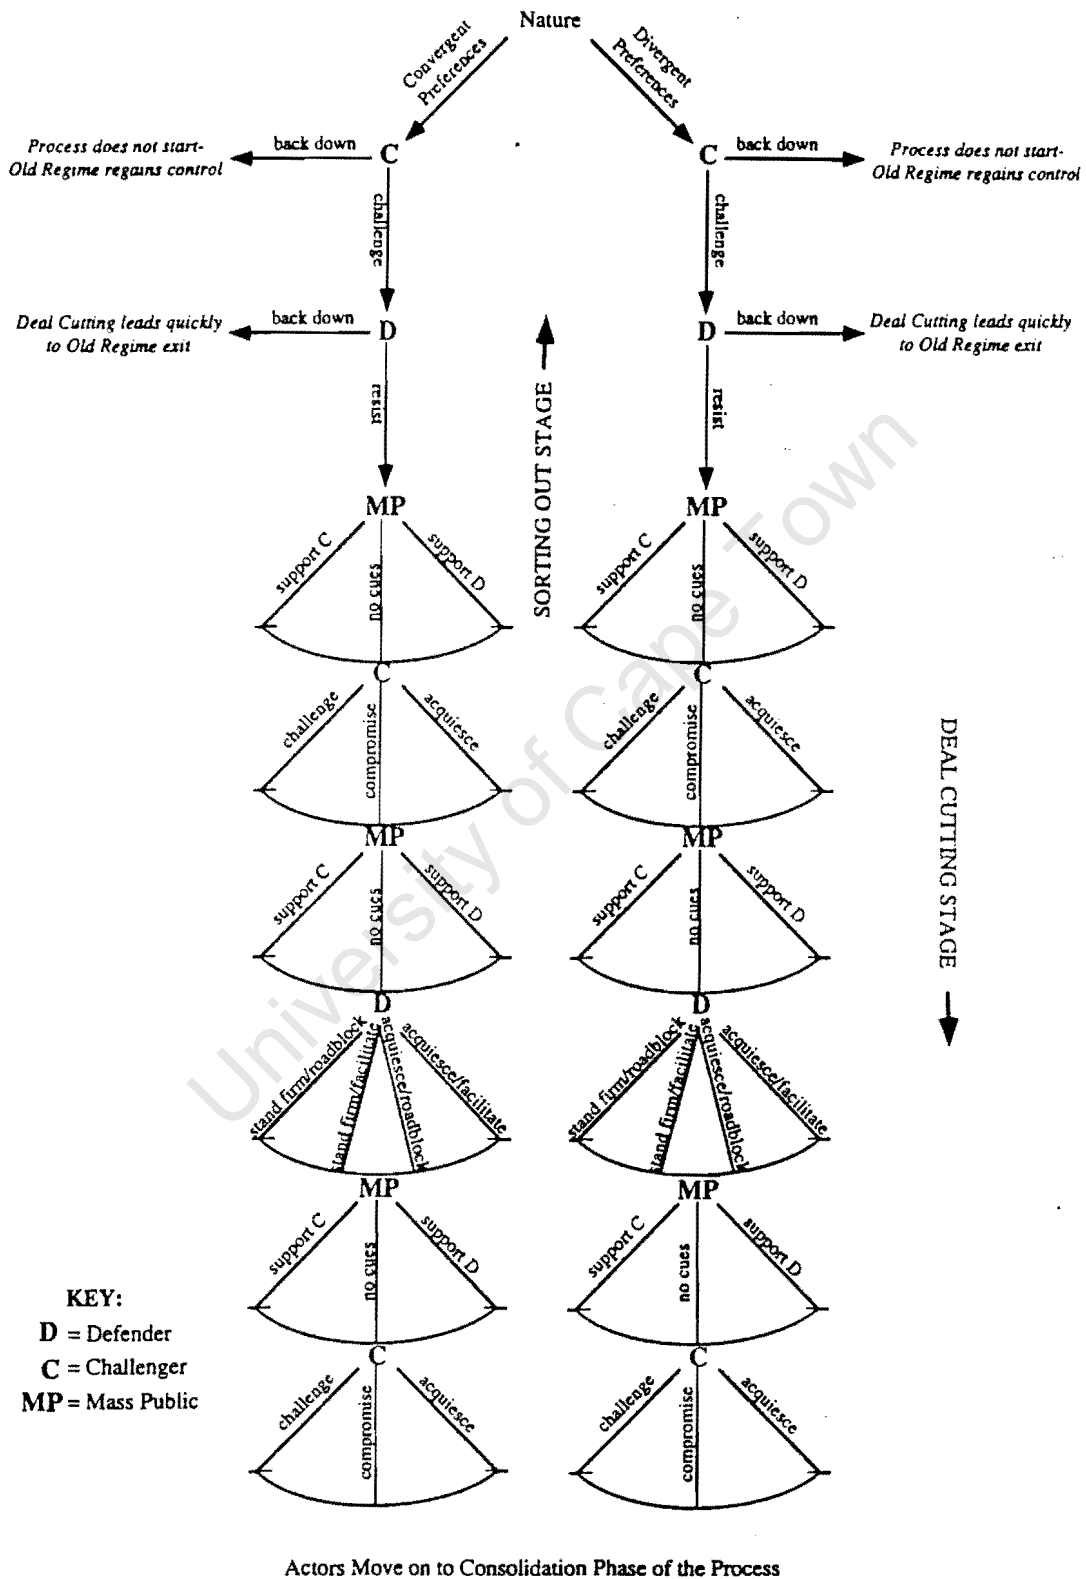 Nature
Convergent
Preferences
Divergent
Preferences
Process does not start-
Old Regime regains control
back down
C
C
back down
Process does not start-
Old Regime regains control
challenge
challenge
Deal Cutting leads quickly
to Old Regime exit
back down
D
D
back down
Deal Cutting leads quickly
to Old Regime exit
resist
resist
SORTING OUT STAGE
MP
MP
support C
no cues
support D
support C
no cues
support D
C
C
challenge
compromise
acquiesce
challenge
compromise
acquiesce
DEAL CUTTING STAGE
MP
MP
support C
no cues
support D
support C
no cues
support D
D
D
stand firm/roadblock
stand firm/facilitate
acquiesce/roadblock
acquiesce/facilitate
stand firm/roadblock
stand firm/facilitate
acquiesce/roadblock
acquiesce/facilitate
MP
MP
support C
no cues
support D
support C
no cues
support D
C
C
challenge
compromise
acquiesce
challenge
compromise
acquiesce
KEY:
D = Defender
C = Challenger
MP = Mass Public
Actors Move on to Consolidation Phase of the Process
University of Cape Town